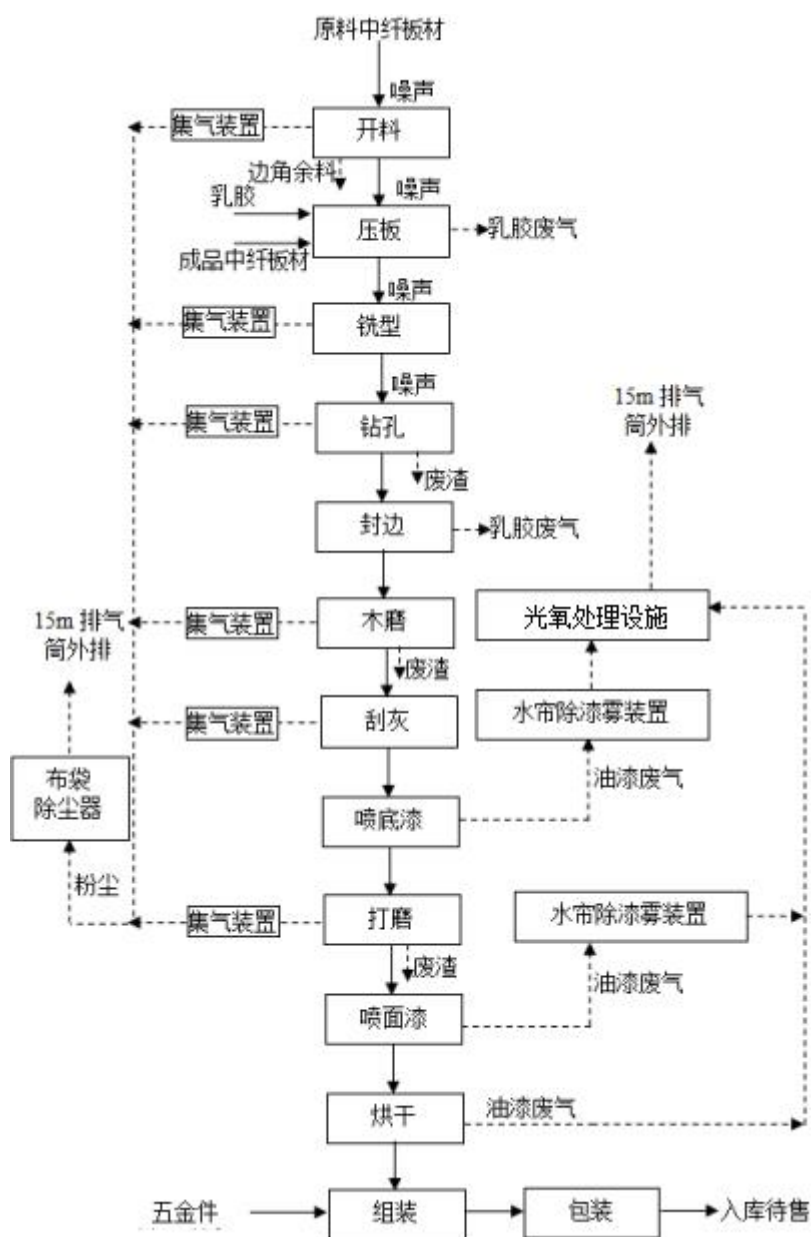 原料中纤板材
噪声
集气装置
开料
边角余料
噪声
乳胶
压板
乳胶废气
成品中纤板材
噪声
集气装置
铣型
噪声
15m 排气
筒外排
集气装置
钻孔
废渣
封边
乳胶废气
15m 排气
筒外排
集气装置
木磨
光氧处理设施
废渣
集气装置
刮灰
水帘除漆雾装置
布袋
除尘器
油漆废气
喷底漆
粉尘
集气装置
打磨
水帘除漆雾装置
废渣
油漆废气
喷面漆
烘干
油漆废气
五金件
组装
包装
入库待售